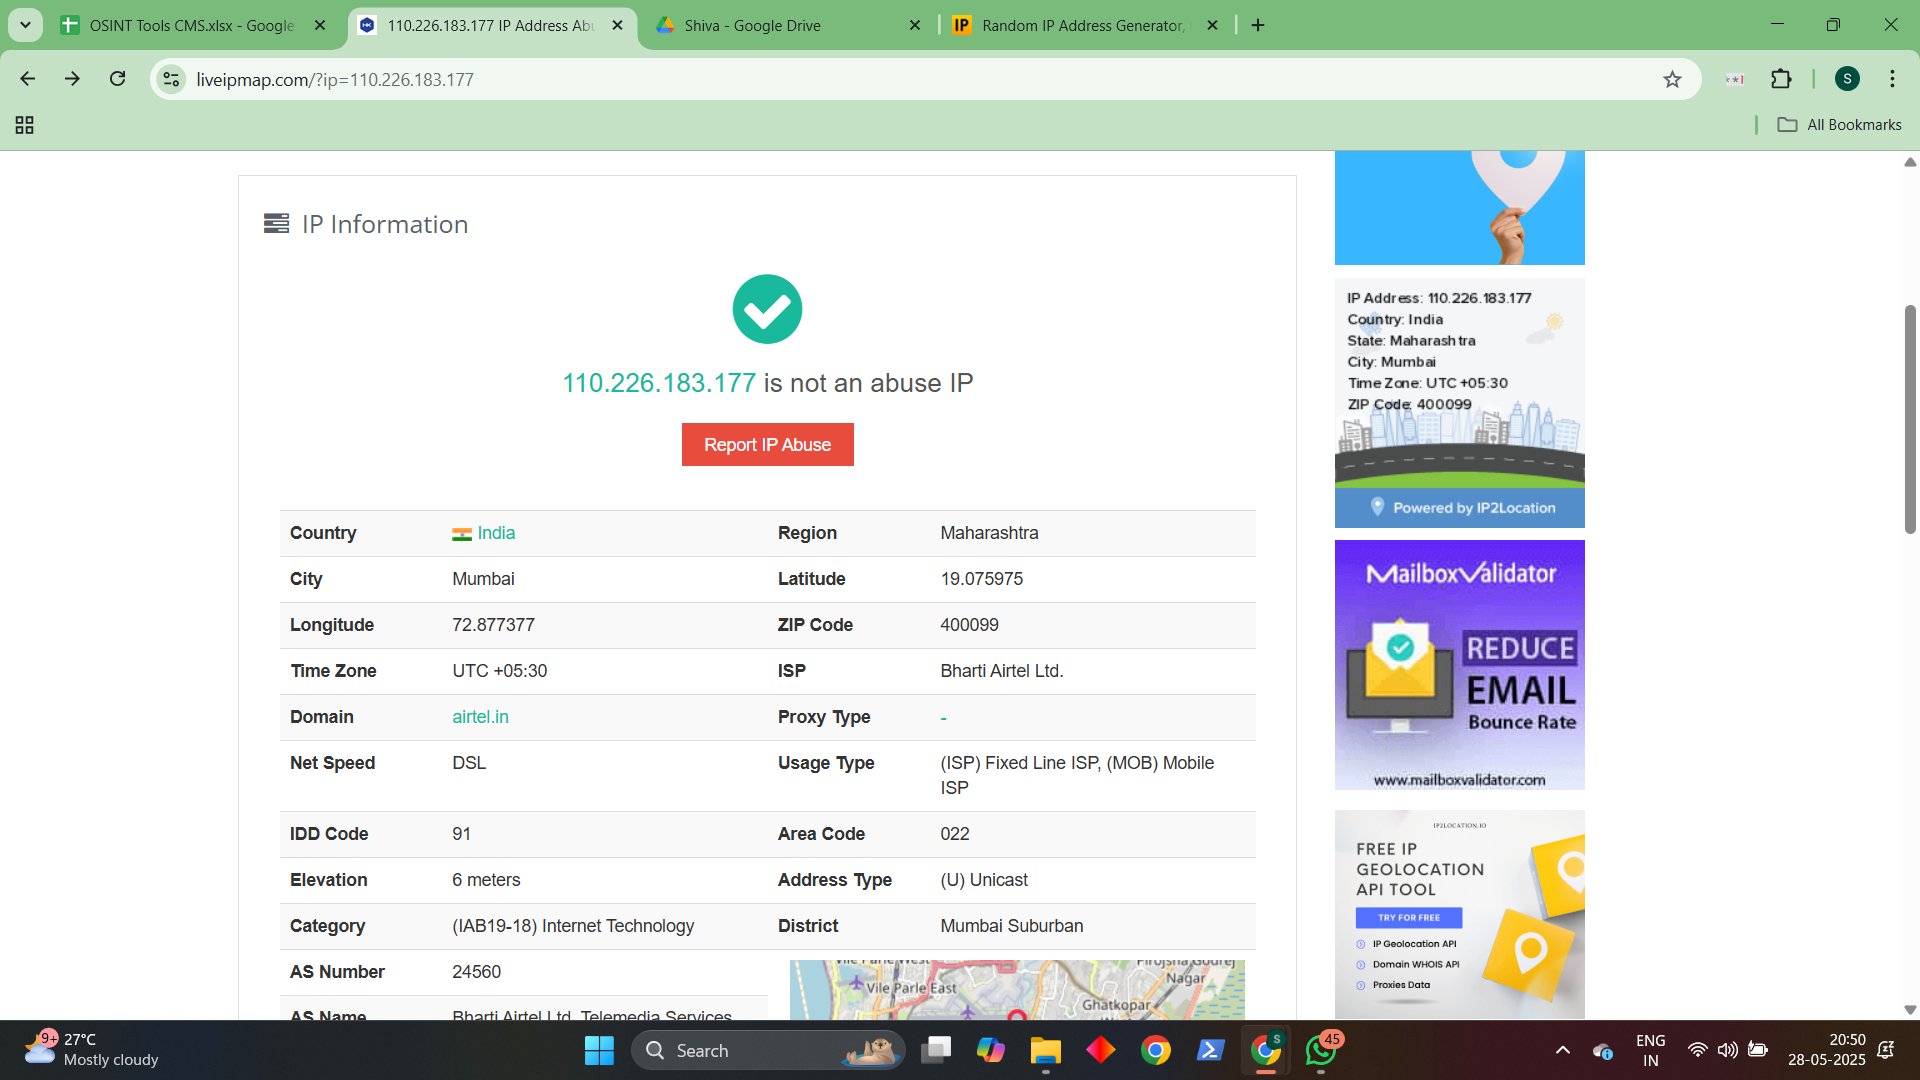 OSINT Tools CMS.xlsx - Google
110.226.183.177 IP Address Abu
Shiva - Google Drive
IP
Random IP Address Generator,
liveipmap.com/?ip=110.226.183.177
S
All Bookmarks
IP Information
110.226.183.177 is not an abuse IP
Report IP Abuse
Country India Region Maharashtra
City Mumbai Latitude 19.075975
Longitude 72.877377 ZIP Code 400099
Time Zone UTC +05:30 ISP Bharti Airtel Ltd.
Domain airtel.in Proxy Type -
Net Speed DSL Usage Type (ISP) Fixed Line ISP, (MOB) Mobile
ISP
IDD Code 91 Area Code 022
Elevation 6 meters Address Type (U) Unicast
Category (IAB19-18) Internet Technology District Mumbai Suburban
AS Number 24560
AS Name Bharti Airtel Ltd. Telemedia Services
Vile Parle West
Vile Parle East
Pirojsha Godrej
Nagar
Ghatkopar
IP Address: 110.226.183.177
Country: India
State: Maharashtra
City: Mumbai
Time Zone: UTC +05:30
ZIP Code: 400099
Powered by IP2Location
MailboxValidator
REDUCE
EMAIL
Bounce Rate
www.mailboxvalidator.com
IP2LOCATION.IO
FREE IP
GEOLOCATION
API TOOL
TRY FOR FREE
IP Geolocation API
Domain WHOIS API
Proxies Data
9+
27°C
Mostly cloudy
Search
S
45
ENG
IN
20:50
28-05-2025